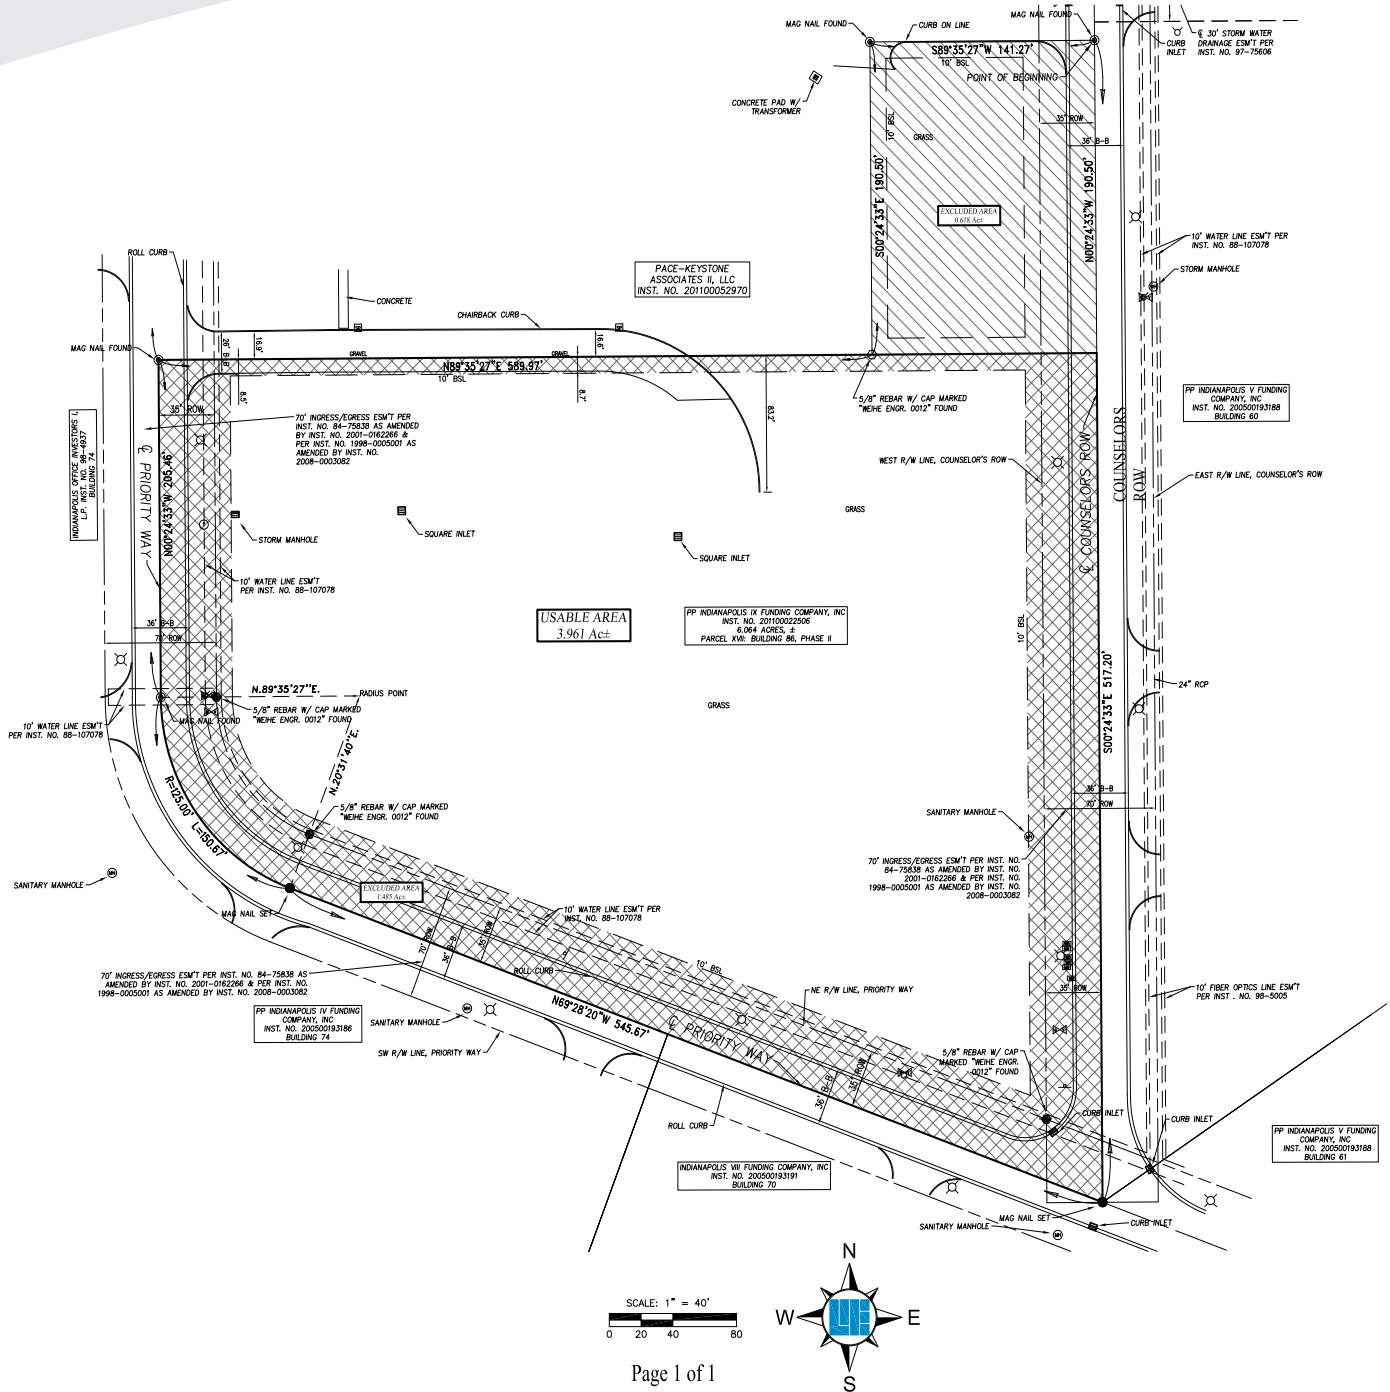 MAG NAIL FOUND
CURB ON LINE
MAG NAIL FOUND
CURB
INLET
℄ 30' STORM WATER
DRAINAGE ESM'T PER
INST. NO. 97-75606
S89°35'27"W 141.27'
10' BSL
POINT OF BEGINNING
CONCRETE PAD W/
TRANSFORMER
35' ROW
36' B-B
10' BSL
GRASS
S00°24'33"E 190.50'
N00°24'33"W 190.50'
EXCLUDED AREA
0.618 Ac±
10' WATER LINE ESM'T PER
INST. NO. 88-107078
STORM MANHOLE
ROLL CURB
PACE-KEYSTONE
ASSOCIATES II, LLC
INST. NO. 201100052970
CONCRETE
CHAIRBACK CURB
MAG NAIL FOUND
26' B-B
16.9'
16.6'
GRAVEL
GRAVEL
N89°35'27"E 589.97'
10' BSL
8.5'
8.7'
83.2'
5/8" REBAR W/ CAP MARKED
"WEIHE ENGR. 0012" FOUND
PP INDIANAPOLIS V FUNDING
COMPANY, INC
INST. NO. 200500193188
BUILDING 60
35' ROW
70' INGRESS/EGRESS ESM'T PER
INST. NO. 84-75838 AS AMENDED
BY INST. NO. 2001-0162266 &
PER INST. NO. 1998-0005001 AS
AMENDED BY INST. NO.
2008-0003082
INDIANAPOLIS OFFICE INVESTORS I,
L.P. INST. NO. 98-4937
BUILDING 74
℄ PRIORITY WAY
N00°24'33"W 205.46'
WEST R/W LINE, COUNSELOR'S ROW
℄ COUNSELORS ROW
COUNSELORS
ROW
EAST R/W LINE, COUNSELOR'S ROW
GRASS
STORM MANHOLE
SQUARE INLET
SQUARE INLET
10' WATER LINE ESM'T
PER INST. NO. 88-107078
USABLE AREA
3.961 Ac±
PP INDIANAPOLIS IX FUNDING COMPANY, INC
INST. NO. 201100022506
6.064 ACRES, ±
PARCEL XVII: BUILDING 86, PHASE II
10' BSL
36' B-B
70' ROW
S00°24'33"E 517.20'
24" RCP
N.89°35'27"E.
RADIUS POINT
5/8" REBAR W/ CAP MARKED
"WEIHE ENGR. 0012" FOUND
MAG NAIL FOUND
GRASS
10' WATER LINE ESM'T
PER INST. NO. 88-107078
N.20°31'40"E.
R=125.00' L=150.67'
5/8" REBAR W/ CAP MARKED
"WEIHE ENGR. 0012" FOUND
36' B-B
70' ROW
SANITARY MANHOLE
70' INGRESS/EGRESS ESM'T PER INST. NO.
84-75838 AS AMENDED BY INST. NO.
2001-0162266 & PER INST. NO.
1998-0005001 AS AMENDED BY INST. NO.
2008-0003082
SANITARY MANHOLE
EXCLUDED AREA
1.485 Ac±
MAG NAIL SET
10' WATER LINE ESM'T PER
INST. NO. 88-107078
70' ROW
36' B-B
35' ROW
10' BSL
ROLL CURB
70' INGRESS/EGRESS ESM'T PER INST. NO. 84-75838 AS
AMENDED BY INST. NO. 2001-0162266 & PER INST. NO.
1998-0005001 AS AMENDED BY INST. NO. 2008-0003082
PP INDIANAPOLIS IV FUNDING
COMPANY, INC
INST. NO. 200500193186
BUILDING 74
SANITARY MANHOLE
SW R/W LINE, PRIORITY WAY
N69°28'20"W 545.67'
℄ PRIORITY WAY
NE R/W LINE, PRIORITY WAY
35' ROW
10' FIBER OPTICS LINE ESM'T
PER INST . NO. 98-5005
5/8" REBAR W/ CAP
MARKED "WEIHE ENGR.
0012" FOUND
36' B-B
35' ROW
CURB INLET
CURB INLET
ROLL CURB
PP INDIANAPOLIS V FUNDING
COMPANY, INC
INST. NO. 200500193188
BUILDING 61
INDIANAPOLIS VIII FUNDING COMPANY, INC
INST. NO. 200500193191
BUILDING 70
MAG NAIL SET
SANITARY MANHOLE
CURB INLET
N
W
E
S
SCALE: 1" = 40'
0 20 40 80
Page 1 of 1